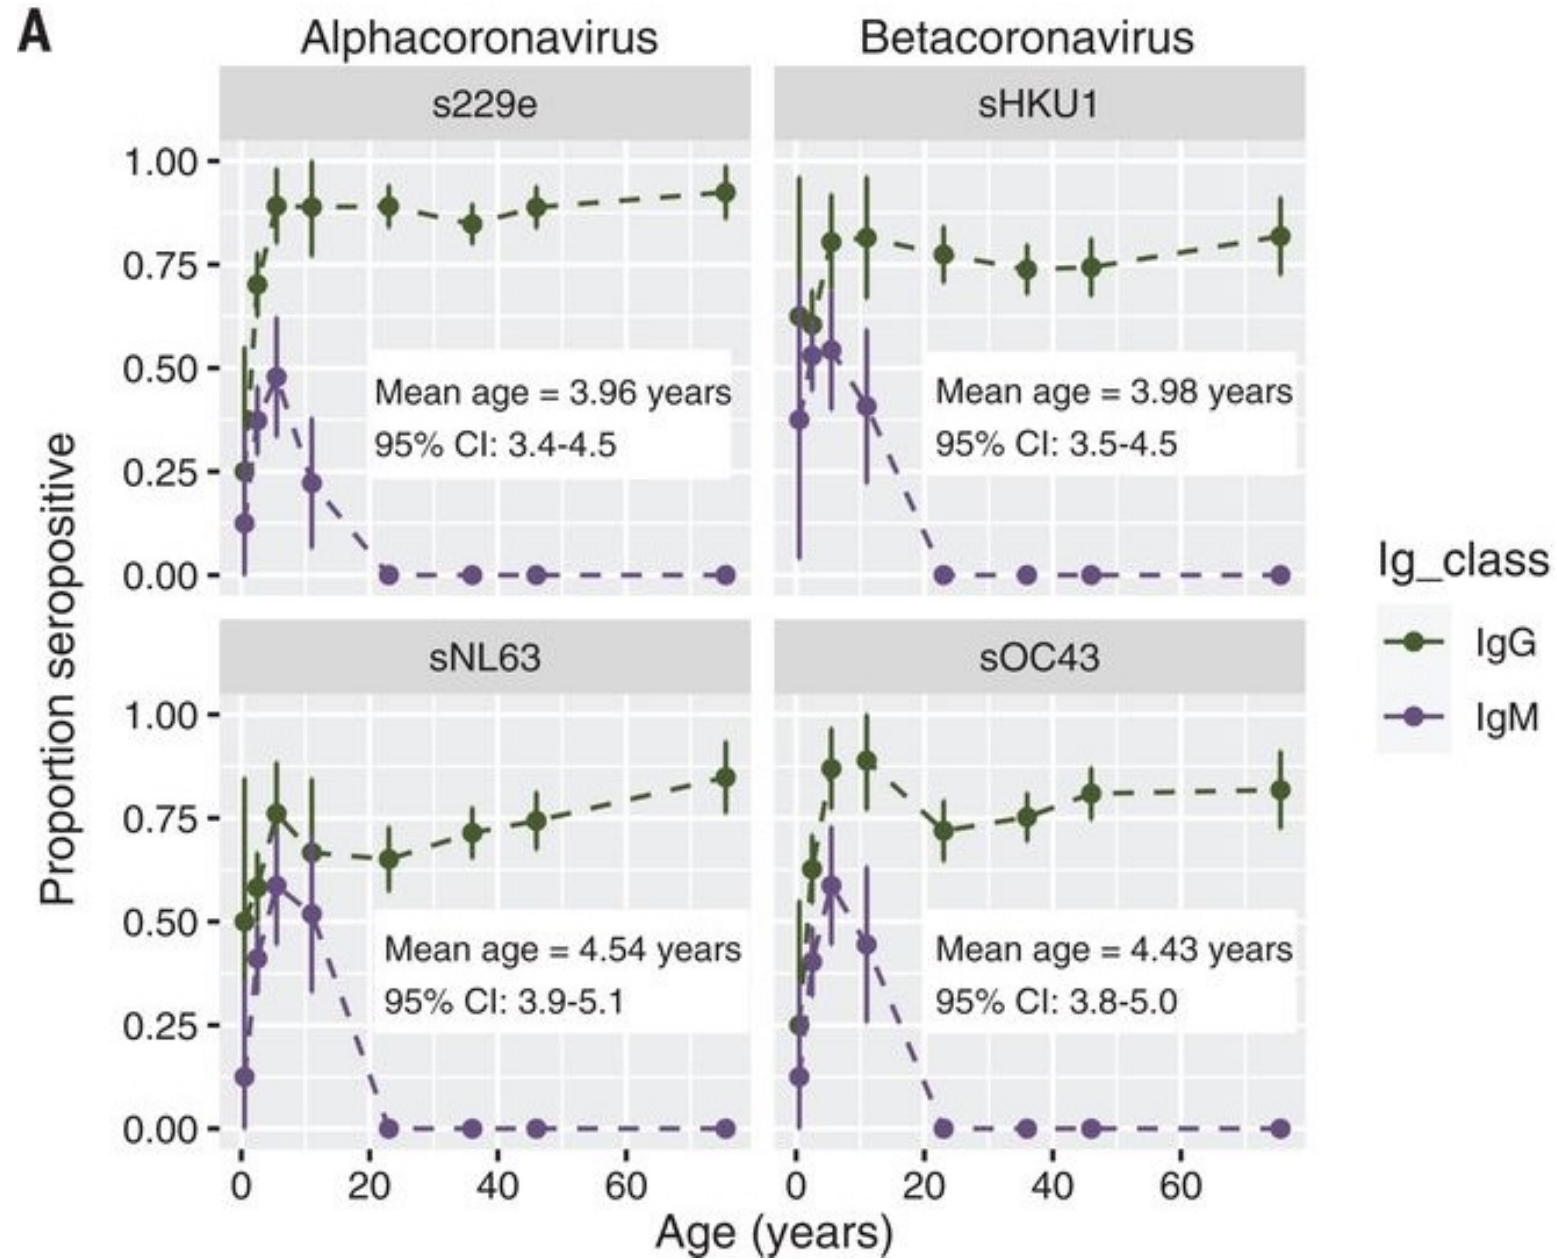 A
Alphacoronavirus
Betacoronavirus
s229e
sHKU1
1.00
0.75
0.50
0.25
0.00
Mean age = 3.96 years
95% CI: 3.4-4.5
Mean age = 3.98 years
95% CI: 3.5-4.5
Proportion seropositive
sNL63
sOC43
1.00
0.75
0.50
0.25
0.00
Mean age = 4.54 years
95% CI: 3.9-5.1
Mean age = 4.43 years
95% CI: 3.8-5.0
0 20 40 60
0 20 40 60
Age (years)
Ig_class
IgG
IgM